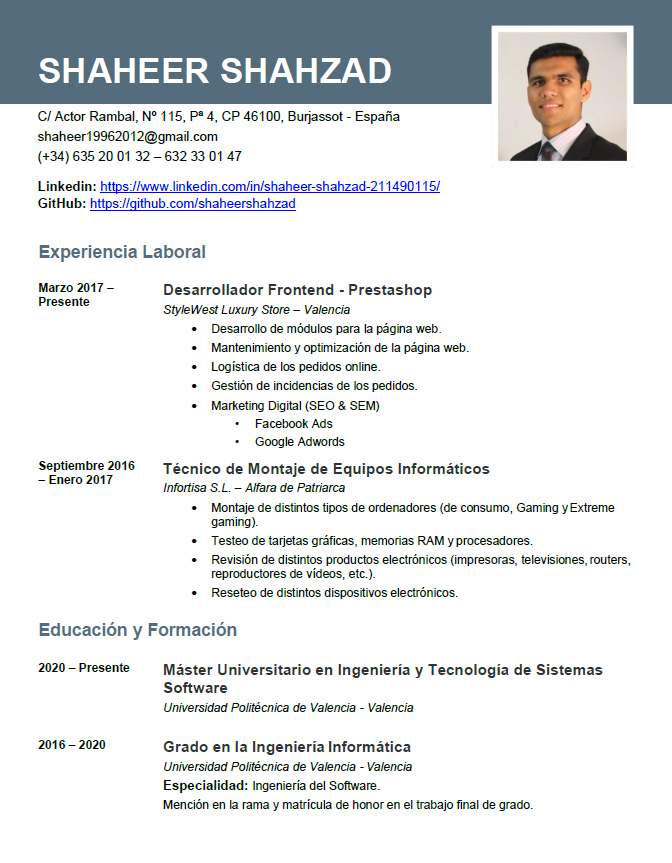 SHAHEER SHAHZAD
C/ Actor Rambal, Nº 115, Pª 4, CP 46100, Burjassot - España
shaheer19962012@gmail.com
(+34) 635 20 01 32 – 632 33 01 47
Linkedin: https://www.linkedin.com/in/shaheer-shahzad-211490115/
GitHub: https://github.com/shaheershahzad
Experiencia Laboral
Marzo 2017 –
Presente
Desarrollador Frontend - Prestashop
StyleWest Luxury Store – Valencia
• Desarrollo de módulos para la página web.
• Mantenimiento y optimización de la página web.
• Logística de los pedidos online.
• Gestión de incidencias de los pedidos.
• Marketing Digital (SEO & SEM)
• Facebook Ads
• Google Adwords
Septiembre 2016
– Enero 2017
Técnico de Montaje de Equipos Informáticos
Infortisa S.L. – Alfara de Patriarca
• Montaje de distintos tipos de ordenadores (de consumo, Gaming y Extreme
gaming).
• Testeo de tarjetas gráficas, memorias RAM y procesadores.
• Revisión de distintos productos electrónicos (impresoras, televisiones, routers,
reproductores de vídeos, etc.).
• Reseteo de distintos dispositivos electrónicos.
Educación y Formación
2020 – Presente
Máster Universitario en Ingeniería y Tecnología de Sistemas
Software
Universidad Politécnica de Valencia - Valencia
2016 – 2020
Grado en la Ingeniería Informática
Universidad Politécnica de Valencia - Valencia
Especialidad: Ingeniería del Software.
Mención en la rama y matrícula de honor en el trabajo final de grado.